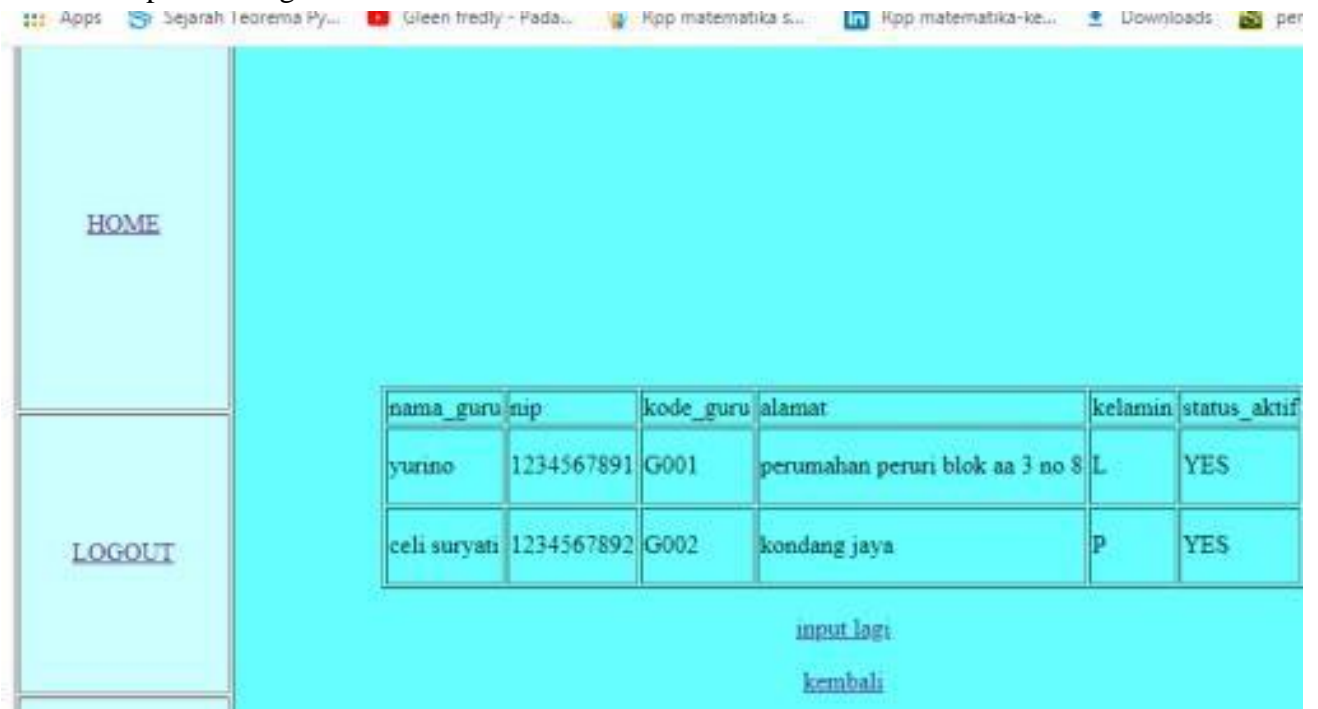 Apps Sejarah Teorema Py... Gleen fredly - Pada... Rpp matematika s... Rpp matematika-ke... Downloads per
HOME
nama_guru nip kode_guru alamat kelamin status_aktif
yurino 1234567891 G001 perumahan peruri blok aa 3 no 8 L YES
celi suryati 1234567892 G002 kondang jaya P YES
LOGOUT
input lagi
kembali